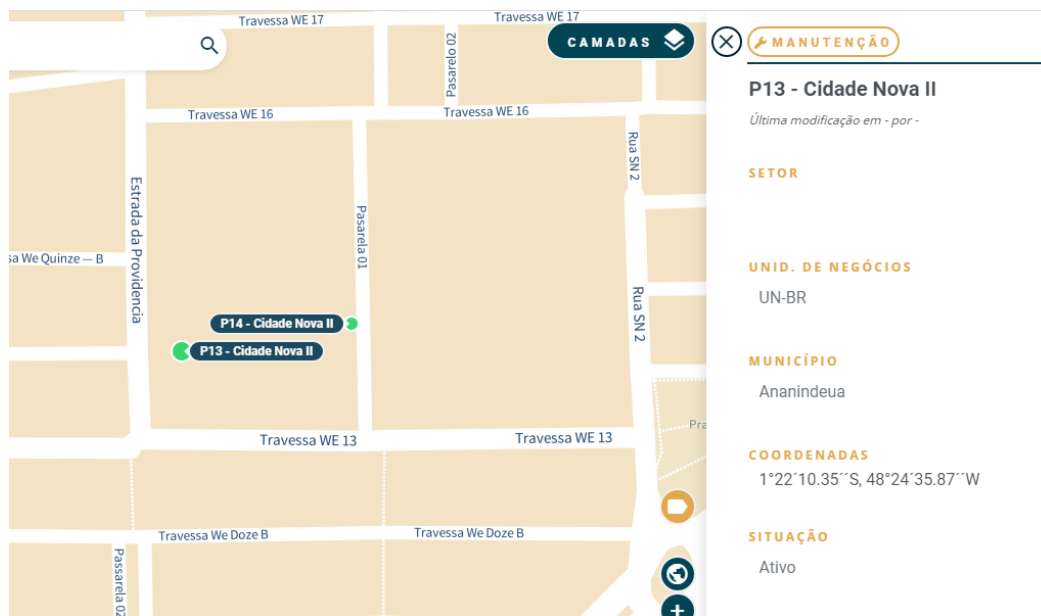 Travessa WE 17
Travessa WE 17
CAMADAS
Pasarelo 02
Travessa WE 16
Travessa WE 16
Rua SN 2
Estrada da Providencia
Pasarela 01
sa We Quinze — B
Rua SN 2
P14 - Cidade Nova II
P13 - Cidade Nova II
Pra
Travessa WE 13
Travessa WE 13
Travessa We Doze B
Travessa We Doze B
Passarela 02
MANUTENÇÃO
P13 - Cidade Nova II
Última modificação em - por -
SETOR
UNID. DE NEGÓCIOS
UN-BR
MUNICÍPIO
Ananindeua
COORDENADAS
1°22´10.35´´S, 48°24´35.87´´W
SITUAÇÃO
Ativo